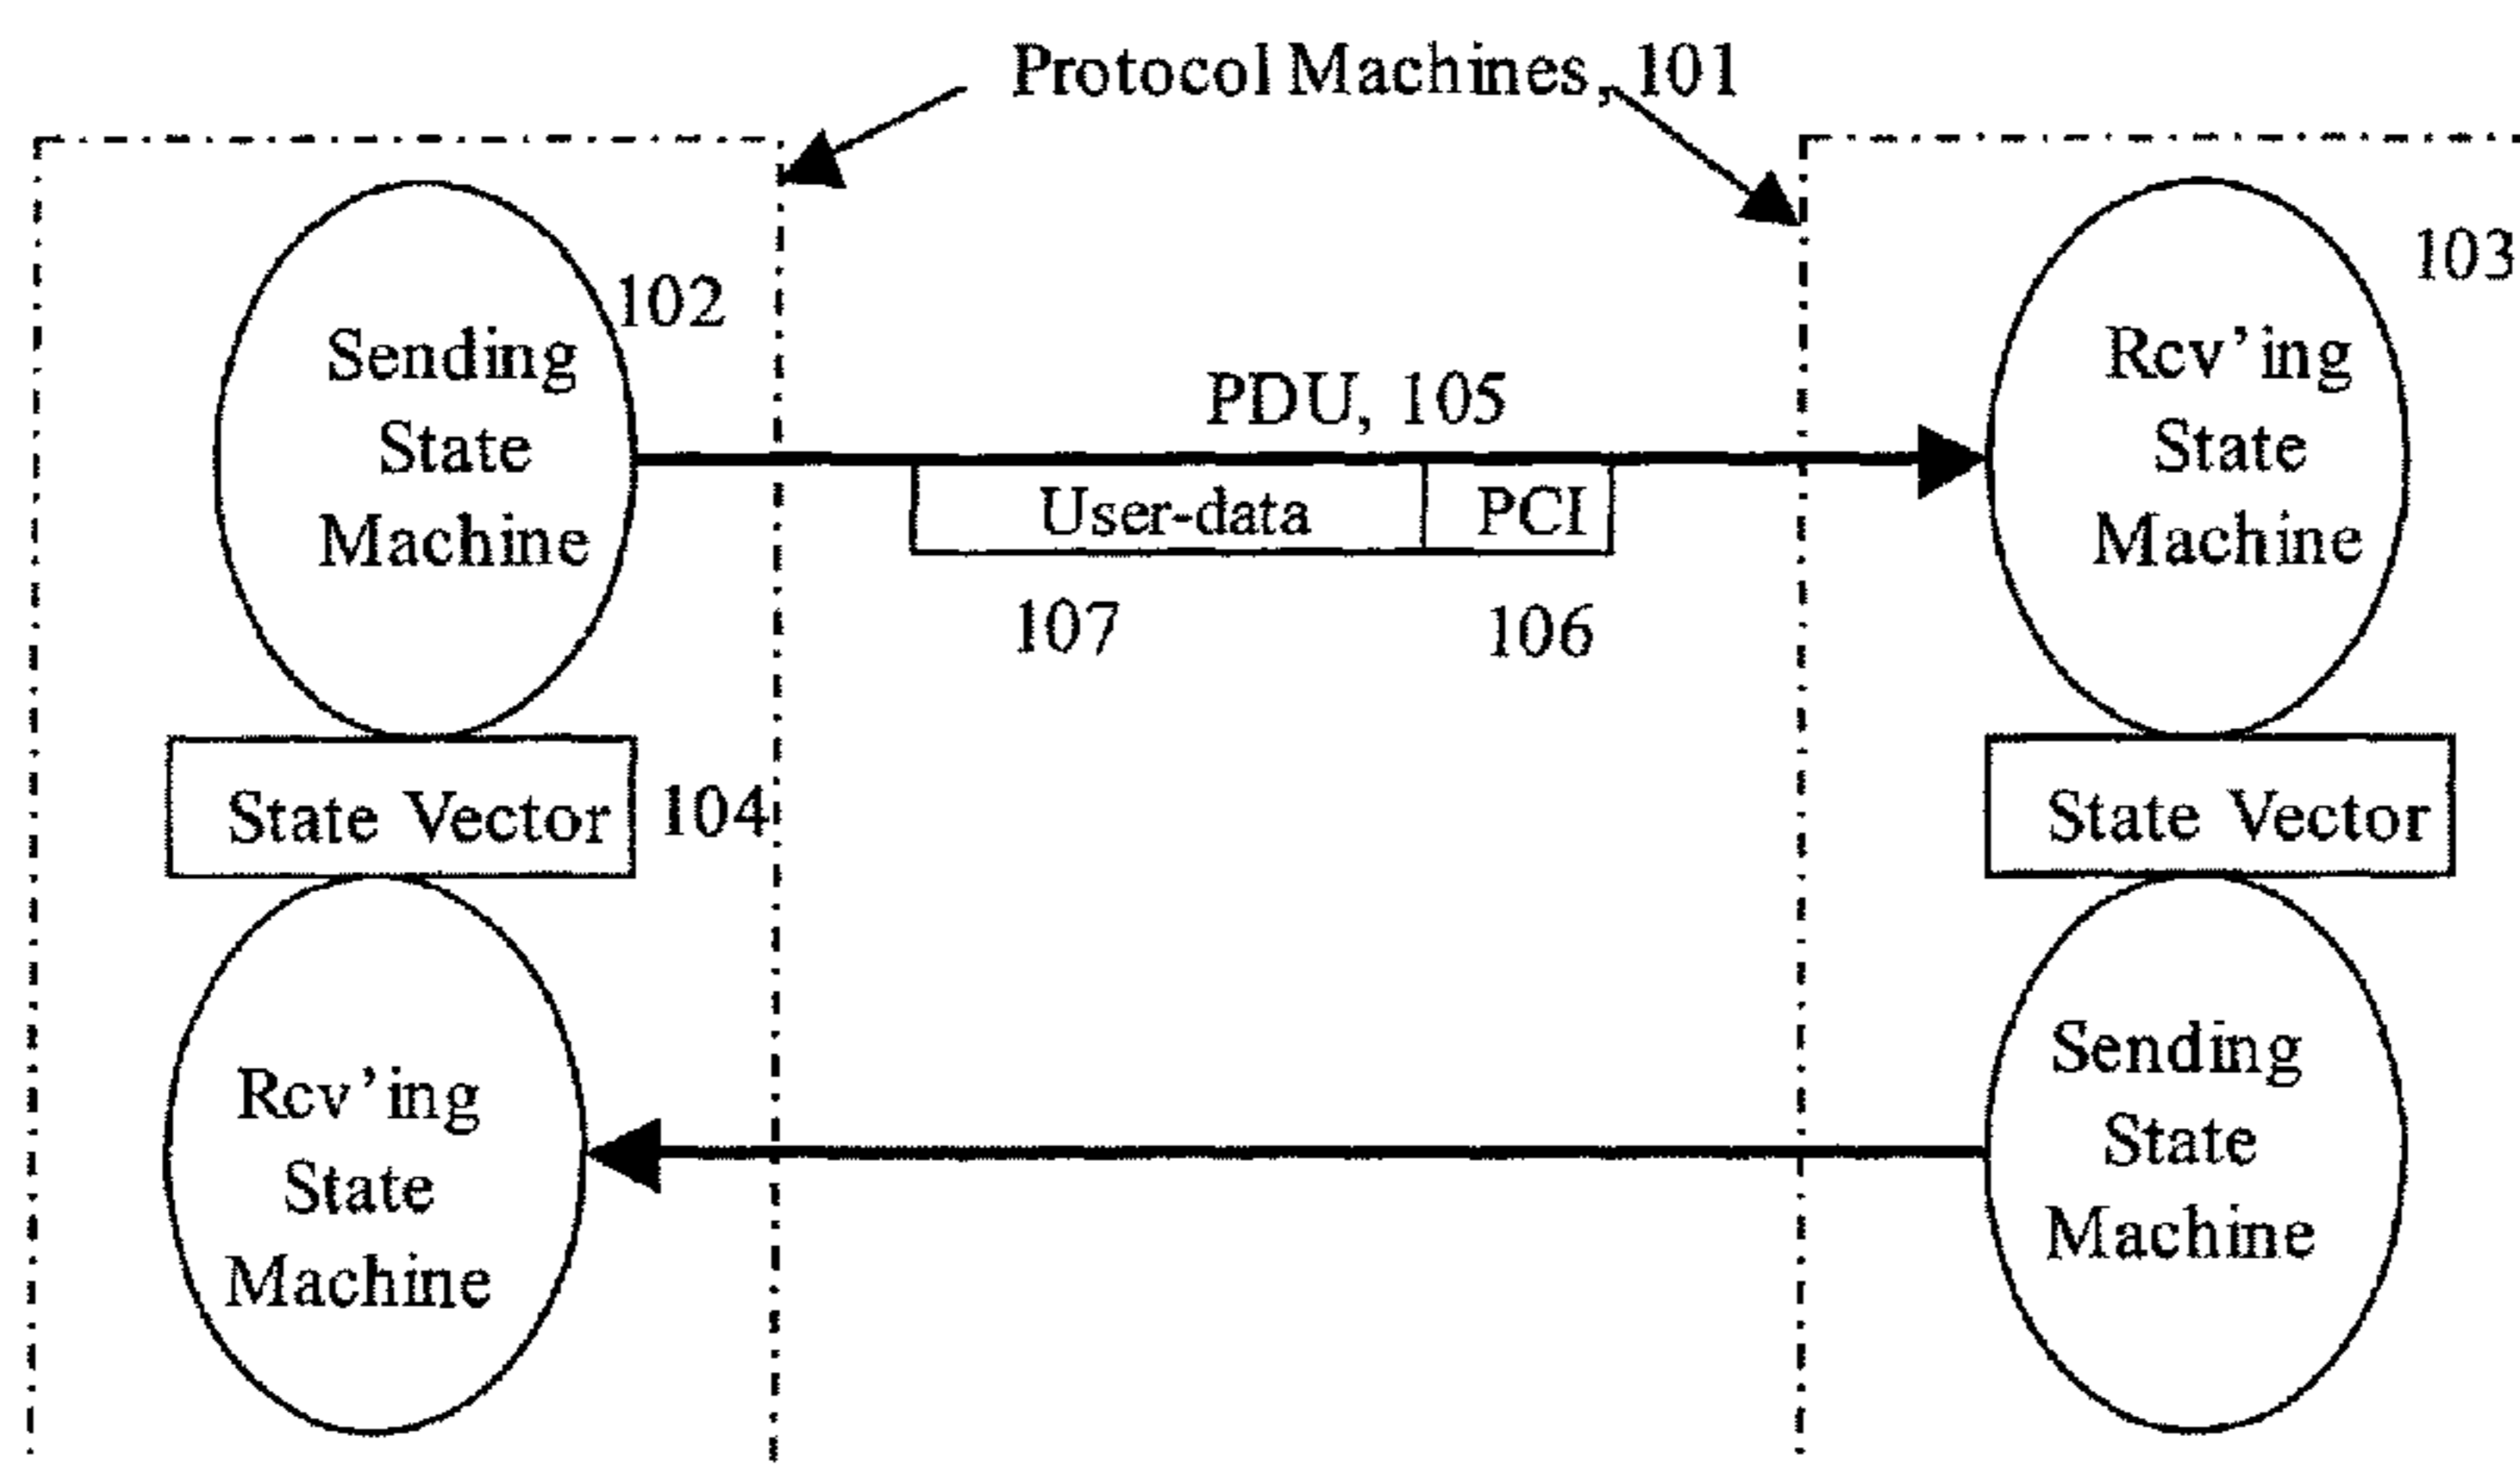 Protocol Machines, 101
102
103
Sending
State
Machine
PDU, 105
User-data
PCI
107
106
Rcv'ing
State
Machine
State Vector
104
State Vector
Rcv'ing
State
Machine
Sending
State
Machine